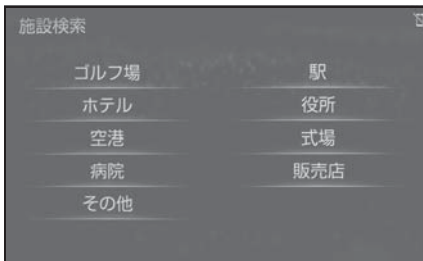 施設検索
ゴルフ場 駅
ホテル 役所
空港 式場
病院 販売店
その他